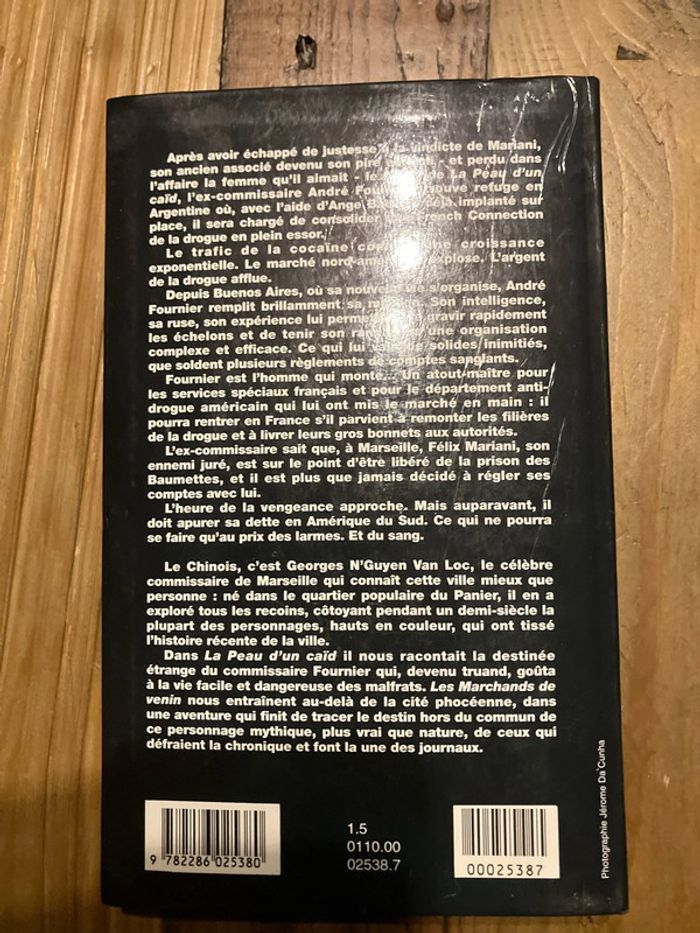 Après avoir échappé de justesse à la vindicte de Mariani,
son ancien associé devenu son pire - et perdu dans
l'affaire la femme qu'il aimait - de La Peau d'un
caïd, l'ex-commissaire André trouve refuge en
Argentine où, avec l'aide d'Ange déjà implanté sur
place, il sera chargé de consolider French Connection
de la drogue en plein essor.
Le trafic de la cocaïne une croissance
exponentielle. Le marché explose. L'argent
de la drogue afflue.
Depuis Buenos Aires, où sa nouvelle vie s'organise, André
Fournier remplit brillamment sa mission. Son intelligence,
sa ruse, son expérience lui gravir rapidement
les échelons et de tenir son une organisation
complexe et efficace. Ce qui lui de solides inimitiés,
que soldent plusieurs règlements de comptes sanglants.
Fournier est l'homme qui monte... Un atout-maître pour
les services spéciaux français et pour le département anti-
drogue américain qui lui ont mis le marché en main : il
pourra rentrer en France s'il parvient à remonter les filières
de la drogue et à livrer leurs gros bonnets aux autorités.
L'ex-commissaire sait que, à Marseille, Félix Mariani, son
ennemi juré, est sur le point d'être libéré de la prison des
Baumettes, et il est plus que jamais décidé à régler ses
comptes avec lui.
L'heure de la vengeance approche. Mais auparavant, il
doit apurer sa dette en Amérique du Sud. Ce qui ne pourra
se faire qu'au prix des larmes. Et du sang.
Le Chinois, c'est Georges N'Guyen Van Loc, le célèbre
commissaire de Marseille qui connaît cette ville mieux que
personne : né dans le quartier populaire du Panier, il en a
exploré tous les recoins, côtoyant pendant un demi-siècle la
plupart des personnages, hauts en couleur, qui ont tissé
l'histoire récente de la ville.
Dans La Peau d'un caïd il nous racontait la destinée
étrange du commissaire Fournier qui, devenu truand, goûta
à la vie facile et dangereuse des malfrats. Les Marchands de
venin nous entraînent au-delà de la cité phocéenne, dans
une aventure qui finit de tracer le destin hors du commun de
ce personnage mythique, plus vrai que nature, de ceux qui
défraient la chronique et font la une des journaux.
Photographie Jérome Da'Cunha
9 782286 025380
1.5
0110.00
02538.7
00025387